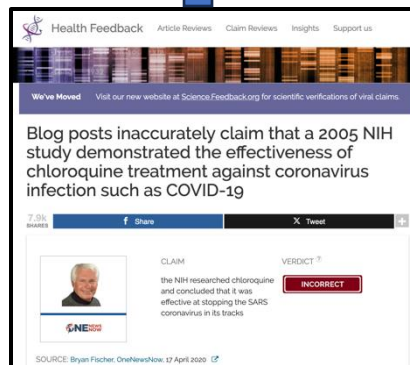 Health Feedback Article Reviews Claim Reviews Insights Support us
We've Moved Visit our new website at Science.Feedback.org for scientific verifications of viral claims.
Blog posts inaccurately claim that a 2005 NIH
study demonstrated the effectiveness of
chloroquine treatment against coronavirus
infection such as COVID-19
7.9k
SHARES
f Share
X Tweet
+
CLAIM
the NIH researched chloroquine
and concluded that it was
effective at stopping the SARS
coronavirus in its tracks
VERDICT ?
INCORRECT
ONE NEWS NOW
SOURCE: Bryan Fischer, OneNewsNow, 17 April 2020